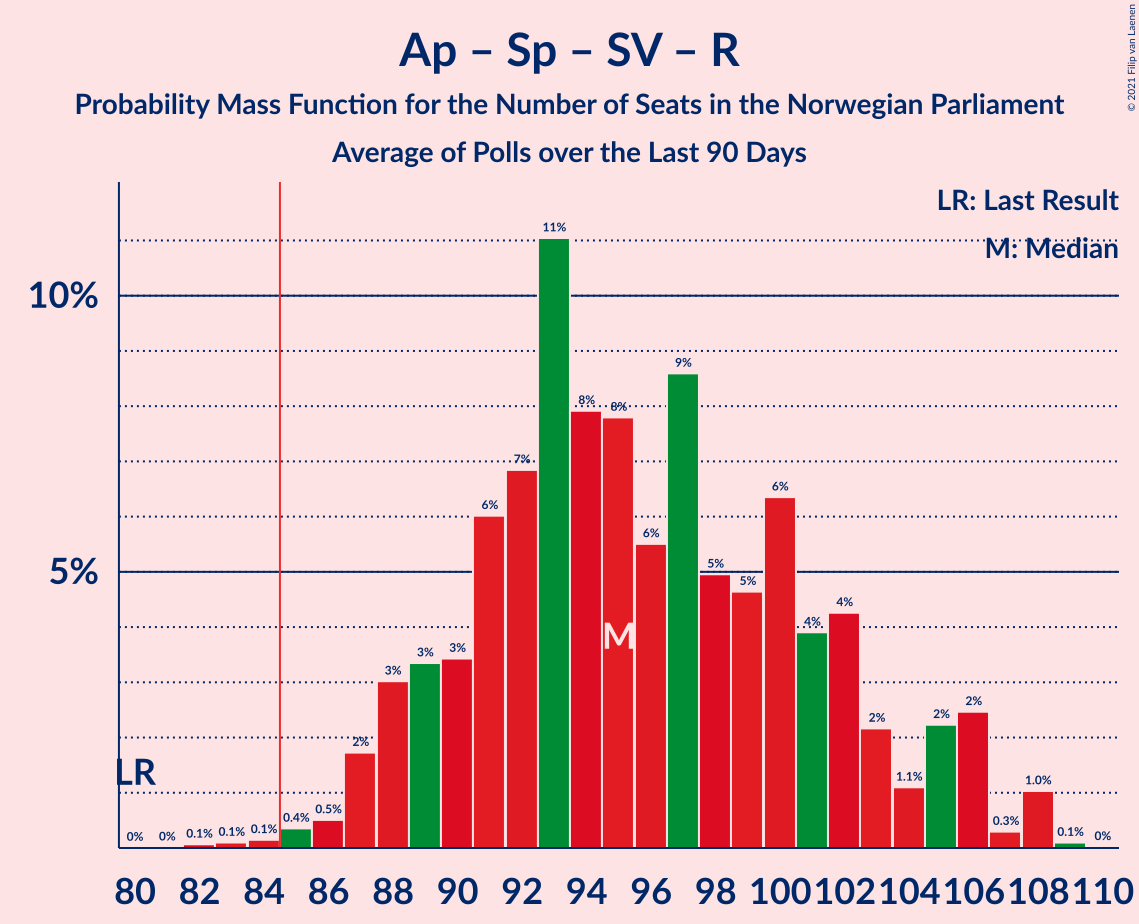 Ap – Sp – SV – R
Probability Mass Function for the Number of Seats in the Norwegian Parliament
Average of Polls over the Last 90 Days
© 2021 Filip van Laenen
LR: Last Result
M: Median
10%
5%
LR
M
0% 0% 0.1% 0.1% 0.1% 0.4% 0.5% 2% 3% 3% 3% 6% 7% 11% 8% 8% 6% 9% 5% 5% 6% 4% 4% 2% 1.1% 2% 2% 0.3% 1.0% 0.1% 0%
80 82 84 86 88 90 92 94 96 98 100 102 104 106 108 110